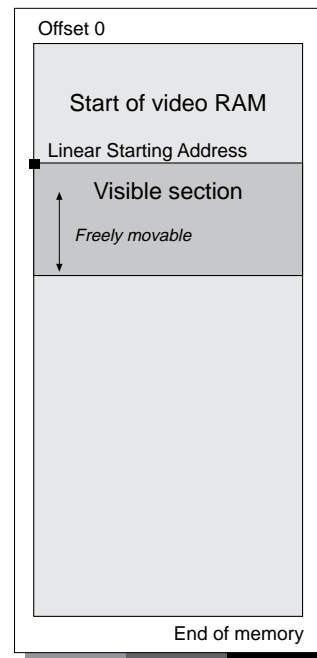 Offset 0
Start of video RAM
Linear Starting Address
Visible section
Freely movable
End of memory